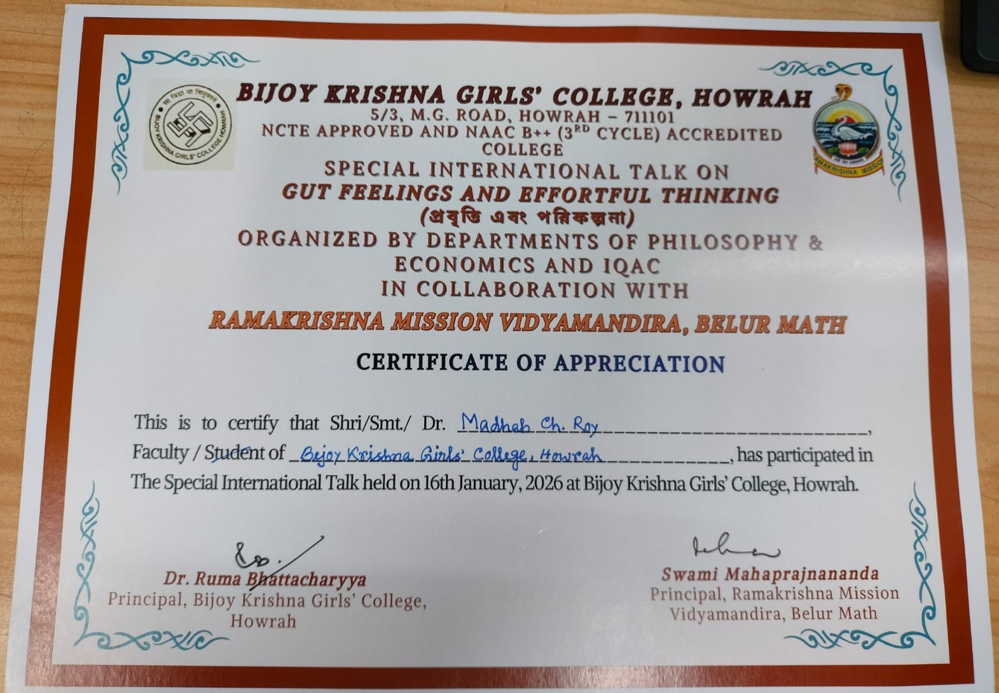 BIJOY KRISHNA GIRLS' COLLEGE, HOWRAH
5/3, M.G. ROAD, HOWRAH – 711101
NCTE APPROVED AND NAAC B++ (3RD CYCLE) ACCREDITED
COLLEGE
SPECIAL INTERNATIONAL TALK ON
GUT FEELINGS AND EFFORTFUL THINKING
(প্রবৃত্তি এবং পরিকল্পনা)
ORGANIZED BY DEPARTMENTS OF PHILOSOPHY &
ECONOMICS AND IQAC
IN COLLABORATION WITH
RAMAKRISHNA MISSION VIDYAMANDIRA, BELUR MATH
CERTIFICATE OF APPRECIATION
This is to certify that Shri/Smt./ Dr. Madhab Ch. Roy,
Faculty / Student of Bejoy Krishna Girls' College, Howrah, has participated in
The Special International Talk held on 16th January, 2026 at Bijoy Krishna Girls' College, Howrah.
Dr. Ruma Bhattacharyya
Principal, Bijoy Krishna Girls' College,
Howrah
Swami Mahaprajnananda
Principal, Ramakrishna Mission
Vidyamandira, Belur Math
सा विद्या या विमुक्तये
BIJOY KRISHNA GIRLS' COLLEGE HOWRAH
RAMAKRISHNA MISSION